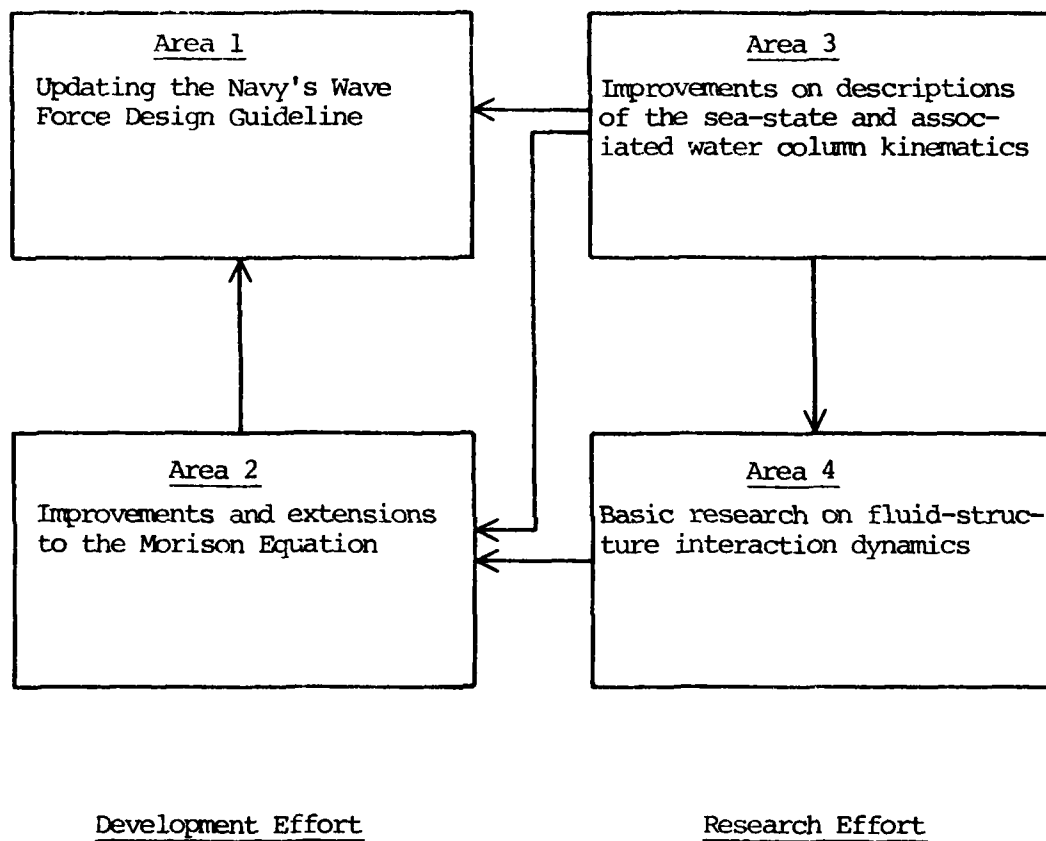 Area 1
Updating the Navy's Wave
Force Design Guideline
Area 3
Improvements on descriptions
of the sea-state and assoc-
iated water column kinematics
Area 2
Improvements and extensions
to the Morison Equation
Area 4
Basic research on fluid-struc-
ture interaction dynamics
Development Effort
Research Effort